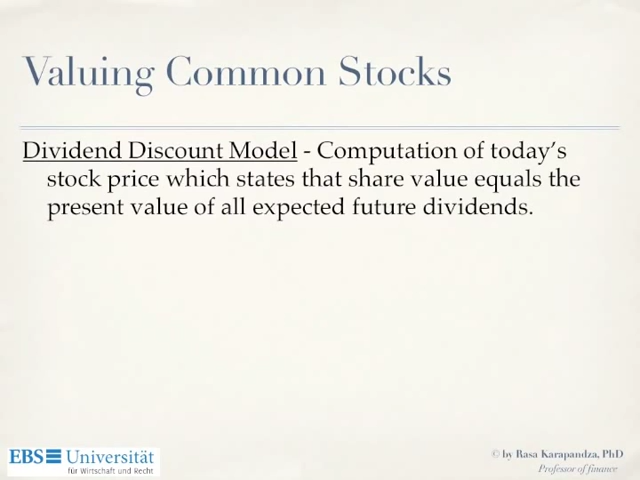 Valuing Common Stocks
Dividend Discount Model - Computation of today's
stock price which states that share value equals the
present value of all expected future dividends.
EBS Universität
für Wirtschaft und Recht
© by Rasa Karapandza, PhD
Professor of finance